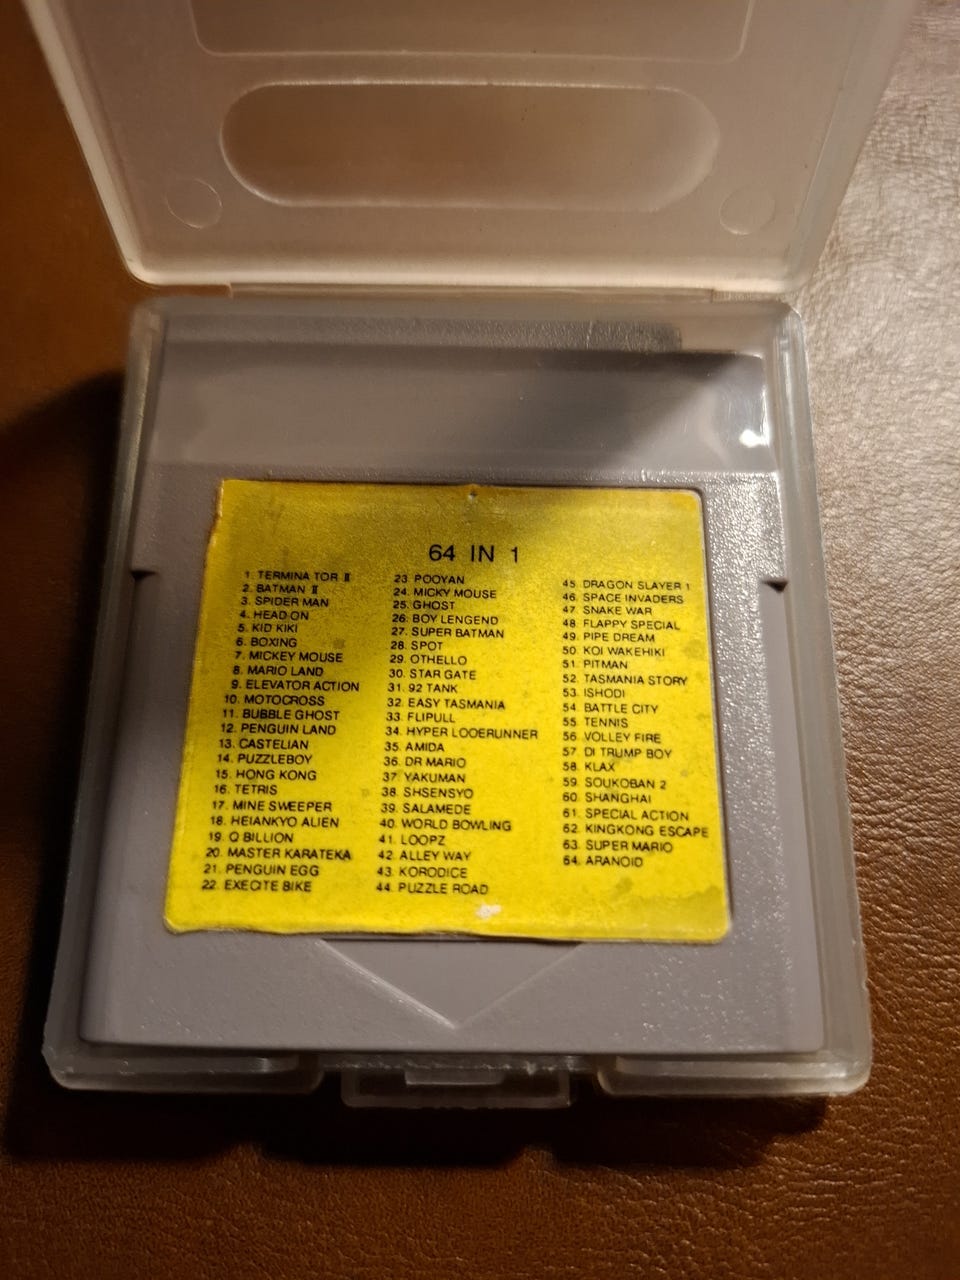 64 IN 1
1. TERMINA TOR II
2. BATMAN II
3. SPIDER MAN
4. HEAD ON
5. KID KIKI
6. BOXING
7. MICKEY MOUSE
8. MARIO LAND
9. ELEVATOR ACTION
10. MOTOCROSS
11. BUBBLE GHOST
12. PENGUIN LAND
13. CASTELIAN
14. PUZZLEBOY
15. HONG KONG
16. TETRIS
17. MINE SWEEPER
18. HEIANKYO ALIEN
19. Q BILLION
20. MASTER KARATEKA
21. PENGUIN EGG
22. EXECITE BIKE
23. POOYAN
24. MICKY MOUSE
25. GHOST
26. BOY LENGEND
27. SUPER BATMAN
28. SPOT
29. OTHELLO
30. STAR GATE
31. 92 TANK
32. EASY TASMANIA
33. FLIPULL
34. HYPER LOOERUNNER
35. AMIDA
36. DR MARIO
37. YAKUMAN
38. SHSENSYO
39. SALAMEDE
40. WORLD BOWLING
41. LOOPZ
42. ALLEY WAY
43. KORODICE
44. PUZZLE ROAD
45. DRAGON SLAYER 1
46. SPACE INVADERS
47. SNAKE WAR
48. FLAPPY SPECIAL
49. PIPE DREAM
50. KOI WAKEHIKI
51. PITMAN
52. TASMANIA STORY
53. ISHODI
54. BATTLE CITY
55. TENNIS
56. VOLLEY FIRE
57. DI TRUMP BOY
58. KLAX
59. SOUKOBAN 2
60. SHANGHAI
61. SPECIAL ACTION
62. KINGKONG ESCAPE
63. SUPER MARIO
64. ARANOID